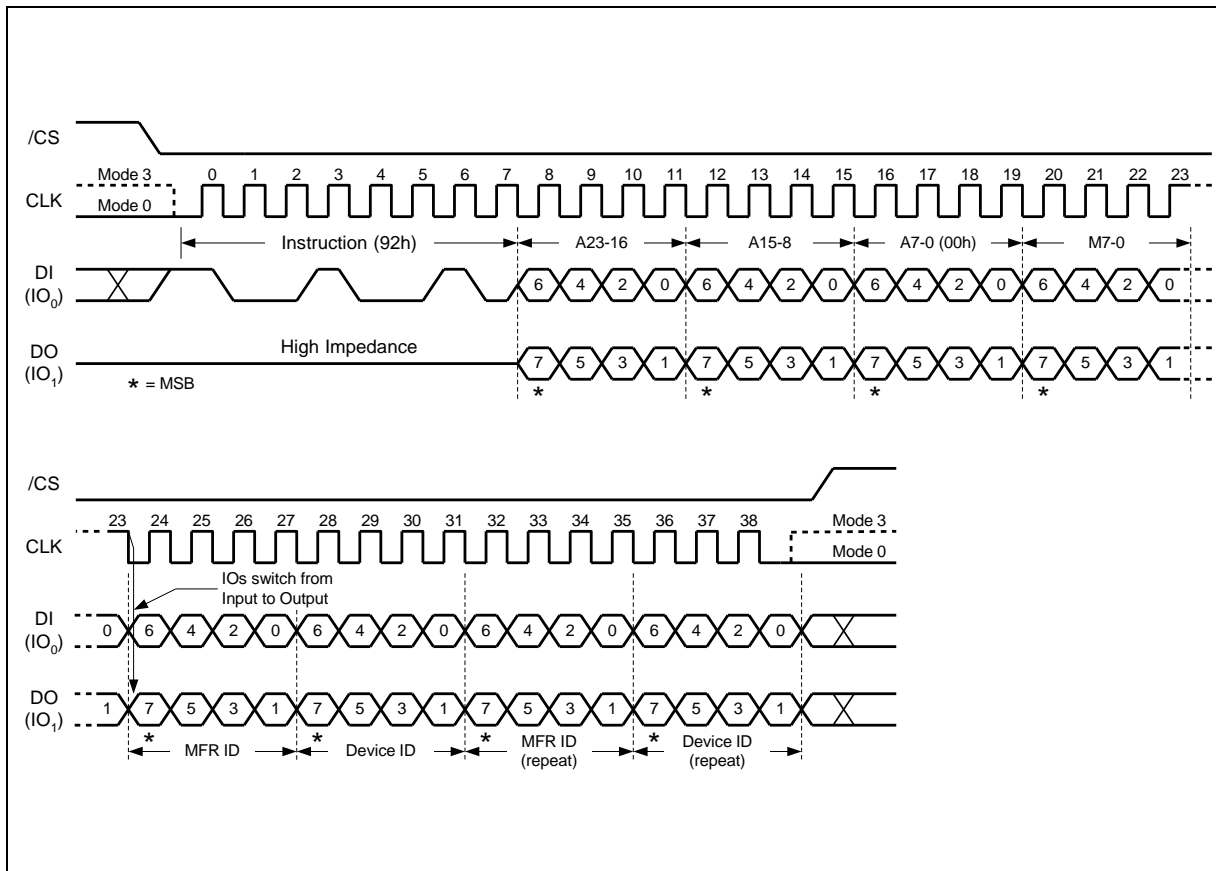 /CS
Mode 3
0 1 2 3 4 5 6 7 8 9 10 11 12 13 14 15 16 17 18 19 20 21 22 23
CLK
Mode 0
Instruction (92h) A23-16 A15-8 A7-0 (00h) M7-0
DI
(IO0)
6 4 2 0 6 4 2 0 6 4 2 0 6 4 2 0
High Impedance
DO
(IO1)
7 5 3 1 7 5 3 1 7 5 3 1 7 5 3 1
* = MSB
* * * *
/CS
23 24 25 26 27 28 29 30 31 32 33 34 35 36 37 38
Mode 3
CLK
Mode 0
IOs switch from
Input to Output
DI
(IO0)
0 6 4 2 0 6 4 2 0 6 4 2 0 6 4 2 0
DO
(IO1)
1 7 5 3 1 7 5 3 1 7 5 3 1 7 5 3 1
* * * *
MFR ID Device ID MFR ID
(repeat)
Device ID
(repeat)